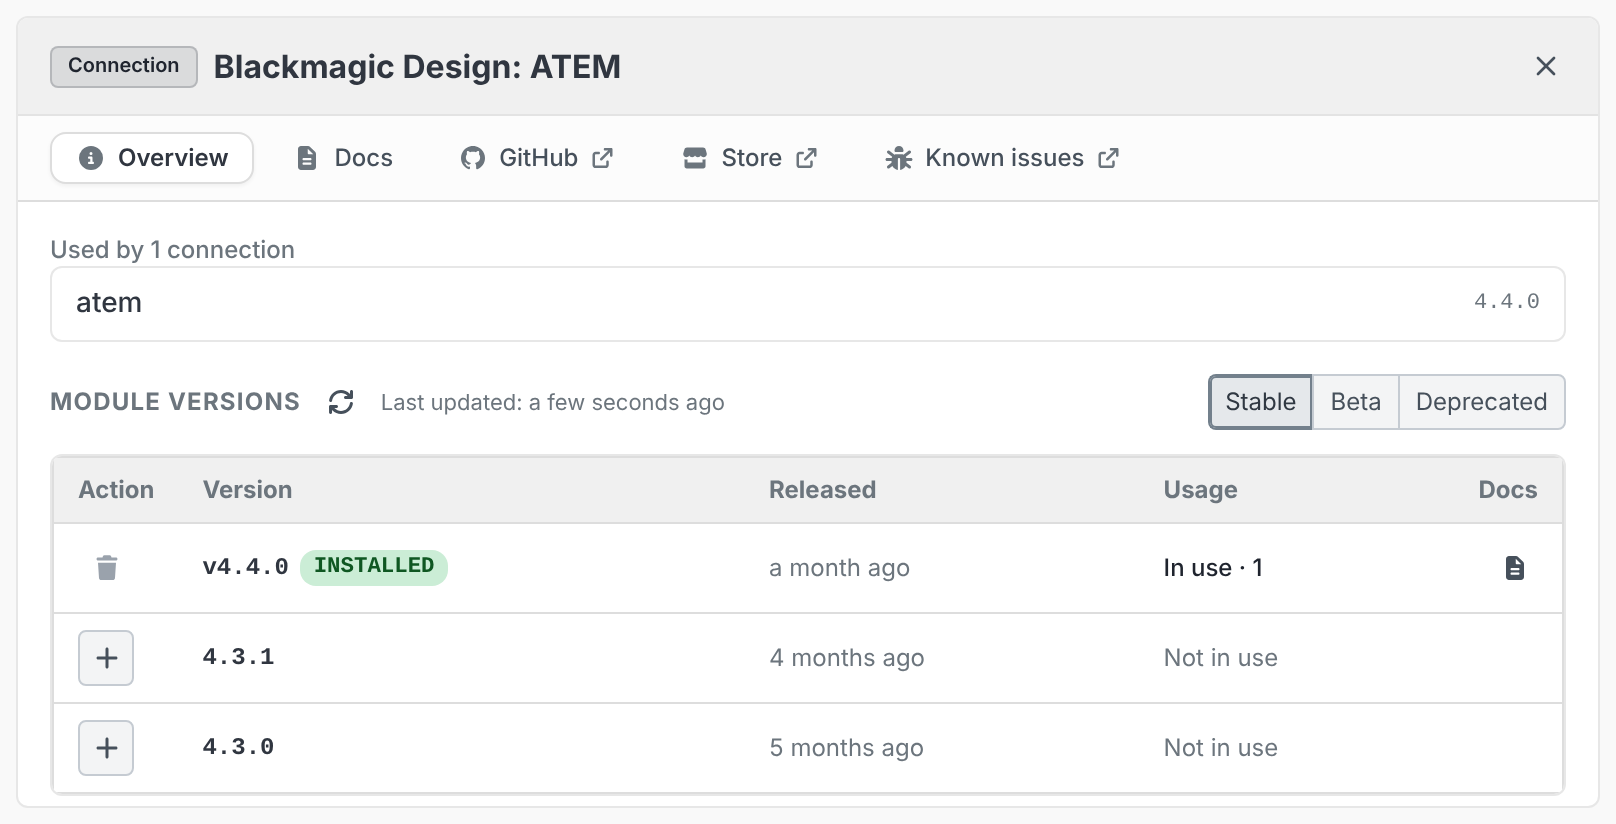 Connection Blackmagic Design: ATEM
Overview Docs GitHub Store Known issues
Used by 1 connection
atem 4.4.0
MODULE VERSIONS Last updated: a few seconds ago Stable Beta Deprecated
Action Version Released Usage Docs
v4.4.0 INSTALLED a month ago In use · 1
4.3.1 4 months ago Not in use
4.3.0 5 months ago Not in use